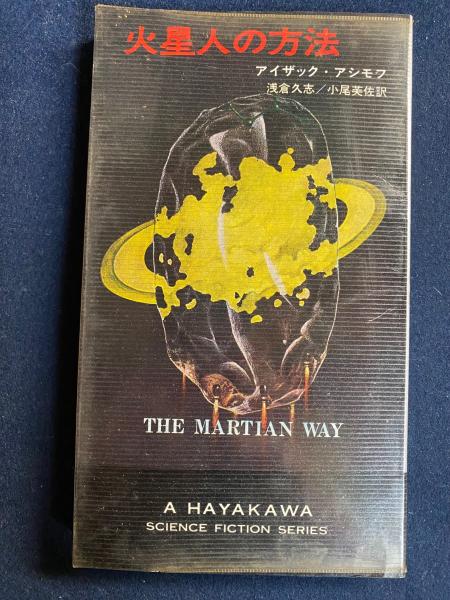 火星人の方法
アイザック・アシモフ
浅倉久志／小尾芙佐訳
THE MARTIAN WAY
A HAYAKAWA
SCIENCE FICTION SERIES